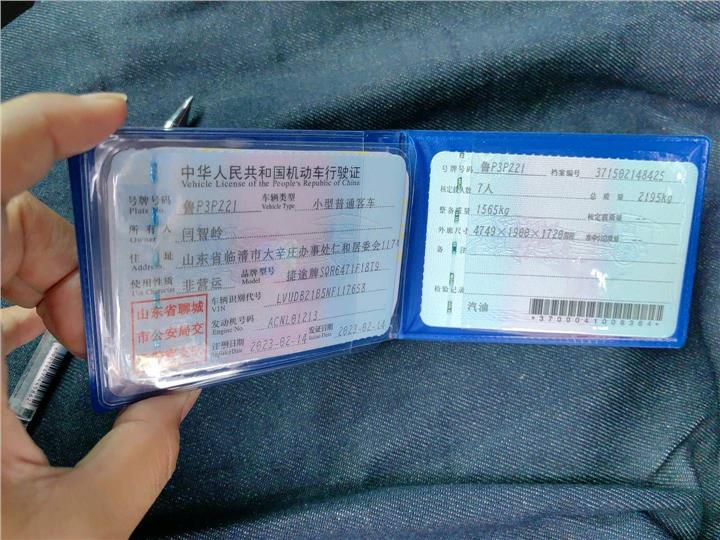 中华人民共和国机动车行驶证
Vehicle License of the People's Republic of China
号牌号码 鲁P3P221 车辆类型 小型普通客车
Plate No. Vehicle Type
所有人 闫智岭
Owner
住址 山东省临清市大辛庄办事处仁和居委会117
Address
使用性质 非营运 品牌型号 捷途牌SQR6471F18T9
Use Character Model
山东省聊城
市公安局交
车辆识别代号 LVUDB21B5NF117658
VIN
发动机号码 ACNL01213
Engine No.
注册日期 2023-02-14 发证日期 2023-02-14
Register Date Issue Date
号牌号码 鲁P3P221 档案编号 371502148425
核定载人数 7人 总质量 2195kg
整备质量 1565kg 核定载质量 --
外廓尺寸 4749×1900×1720mm 准牵引总质量 --
备注
检验记录
汽油
*3700041008384*